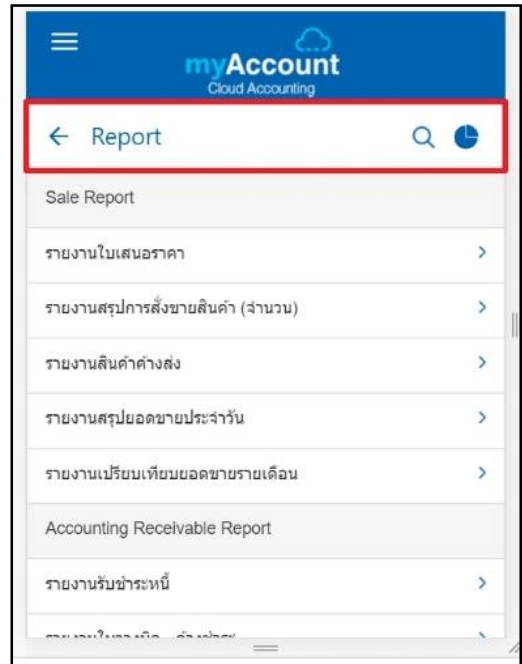 myAccount
Cloud Accounting
Report
Sale Report
รายงานใบเสนอราคา
รายงานสรุปการสั่งขายสินค้า (จำนวน)
รายงานสินค้าค้างส่ง
รายงานสรุปยอดขายประจำวัน
รายงานเปรียบเทียบยอดขายรายเดือน
Accounting Receivable Report
รายงานรับชำระหนี้